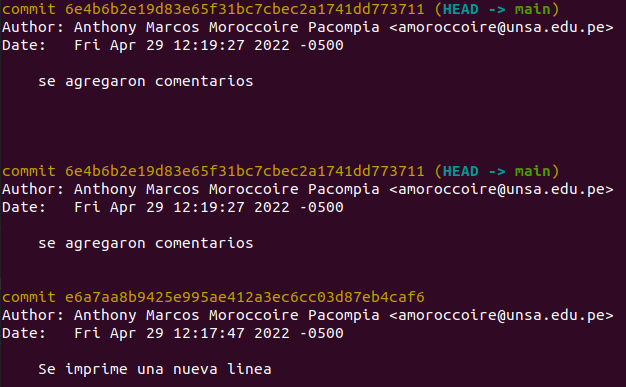 commit 6e4b6b2e19d83e65f31bc7cbec2a1741dd773711 (HEAD -> main)
Author: Anthony Marcos Moroccoire Pacompia <amoroccoire@unsa.edu.pe>
Date:   Fri Apr 29 12:19:27 2022 -0500
    se agregaron comentarios
commit 6e4b6b2e19d83e65f31bc7cbec2a1741dd773711 (HEAD -> main)
Author: Anthony Marcos Moroccoire Pacompia <amoroccoire@unsa.edu.pe>
Date:   Fri Apr 29 12:19:27 2022 -0500
    se agregaron comentarios
commit e6a7aa8b9425e995ae412a3ec6cc03d87eb4caf6
Author: Anthony Marcos Moroccoire Pacompia <amoroccoire@unsa.edu.pe>
Date:   Fri Apr 29 12:17:47 2022 -0500
    Se imprime una nueva linea